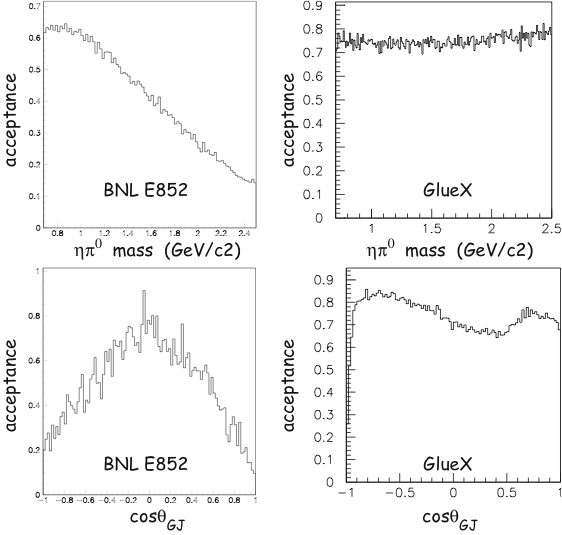 0.7
0.6
0.5
0.4
0.3
0.2
0.1
0
acceptance
BNL E852
0.8 1 1.2 1.4 1.6 1.8 2 2.2 2.4
ηπ⁰ mass (GeV/c2)
0.9
0.8
0.7
0.6
0.5
0.4
0.3
0.2
0.1
0
acceptance
GlueX
1 1.5 2 2.5
ηπ⁰ mass (GeV/c2)
1
0.8
0.6
0.4
0.2
0
acceptance
BNL E852
-1 -0.8 -0.6 -0.4 -0.2 0 0.2 0.4 0.6 0.8 1
cosθGJ
0.9
0.8
0.7
0.6
0.5
0.4
0.3
0.2
0.1
0
acceptance
GlueX
-1 -0.5 0 0.5 1
cosθGJ